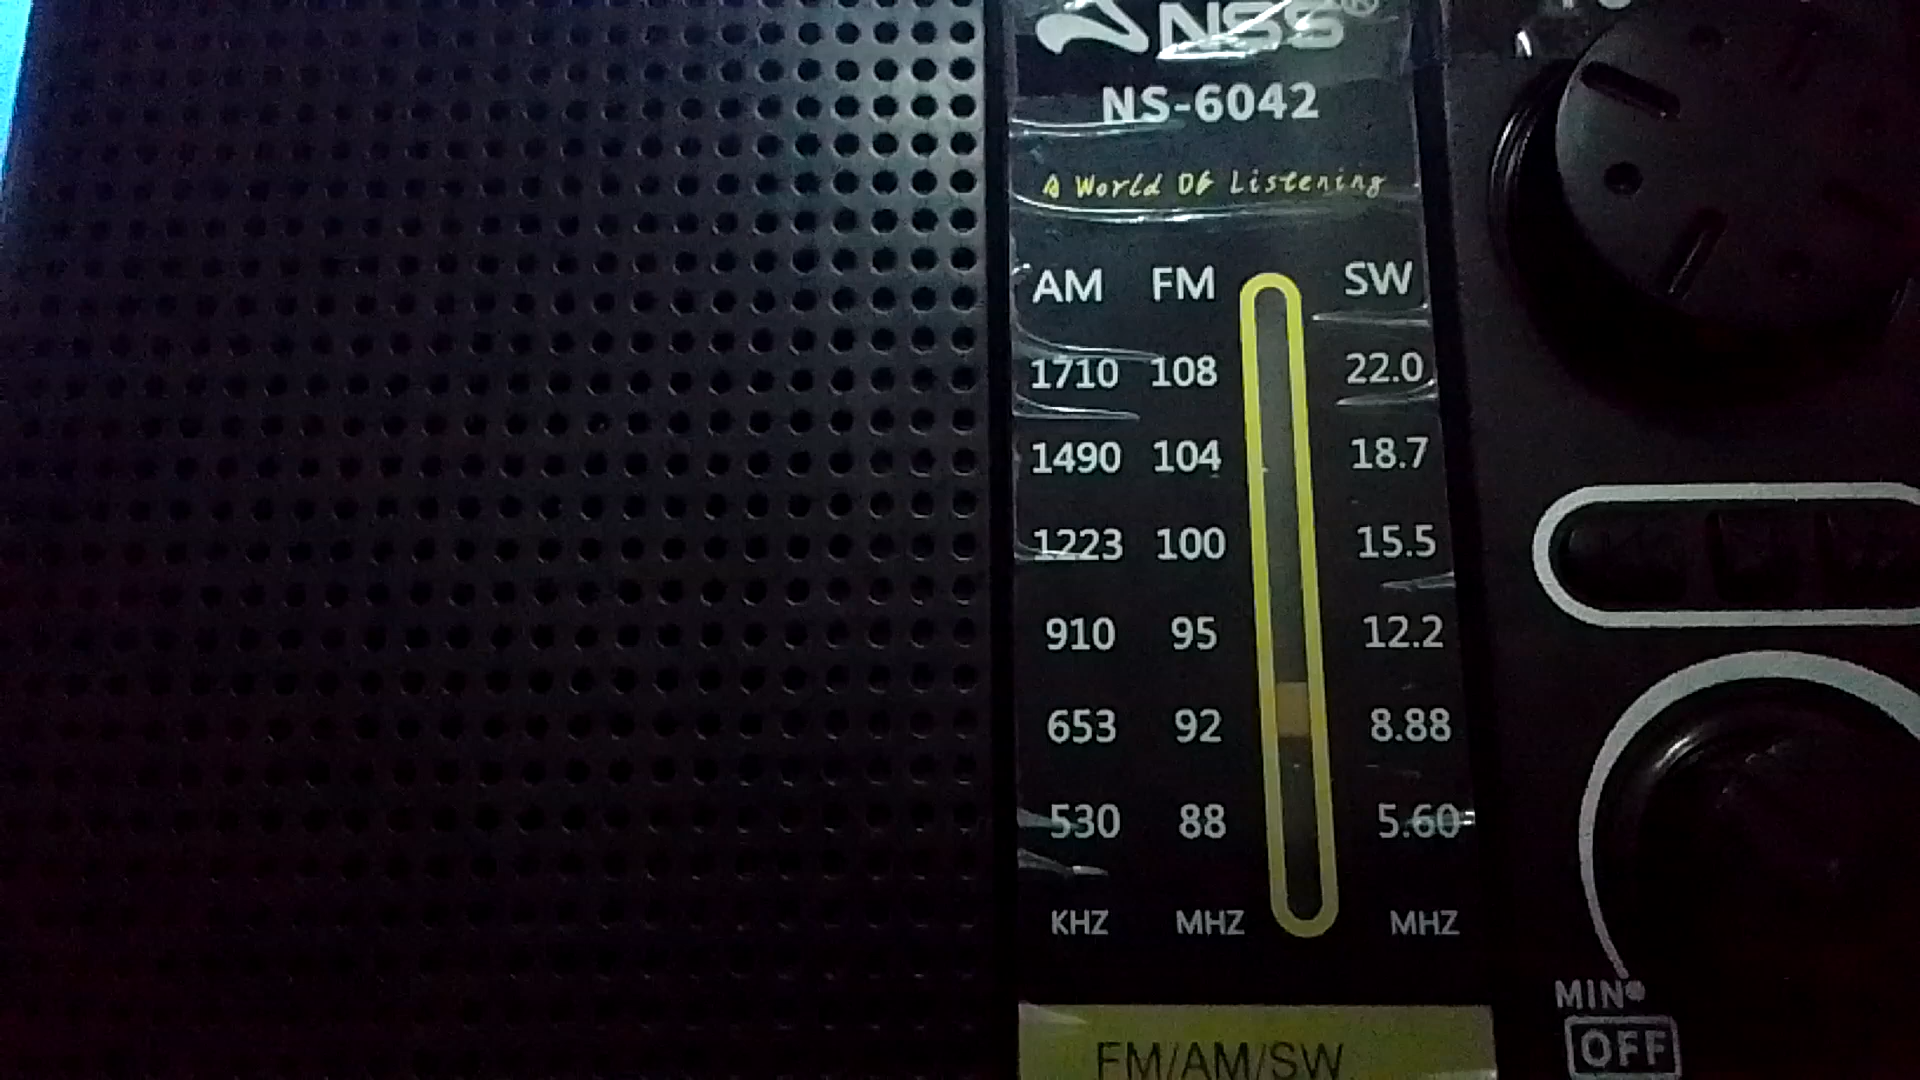 NSS®
NS-6042
A World Of Listening
AM FM SW
1710 108 22.0
1490 104 18.7
1223 100 15.5
910 95 12.2
653 92 8.88
530 88 5.60
KHZ MHZ MHZ
MIN
OFF
FM/AM/SW